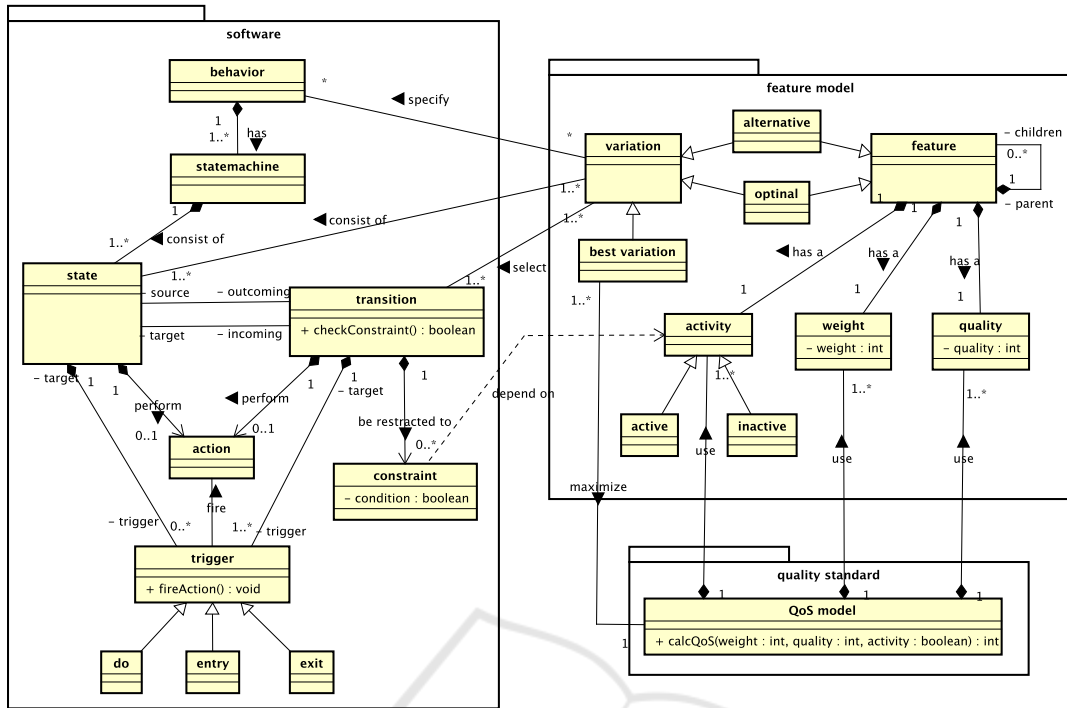 software
behavior
*
◀ specify
1
1..*
has
statemachine
1
◀ consist of
1..*
◀ consist of
1..*
state
– source
– outcoming
– target
– incoming
transition
+ checkConstraint() : boolean
1..*
◀ select
– target
1
1
perform
0..1
◀ perform
1
0..1
1
– target
1
be restracted to
0..*
depend on
action
constraint
– condition : boolean
fire
– trigger
0..*
1..*
– trigger
trigger
+ fireAction() : void
do
entry
exit
feature model
*
variation
1..*
1..*
alternative
optinal
feature
– children
0..*
1
– parent
1
1
1
best variation
1..*
◀ has a
has a
has a
1
1
1
activity
weight
– weight : int
quality
– quality : int
1..*
1..*
1..*
active
inactive
use
use
use
maximize
quality standard
1
1
1
QoS model
+ calcQoS(weight : int, quality : int, activity : boolean) : int
1